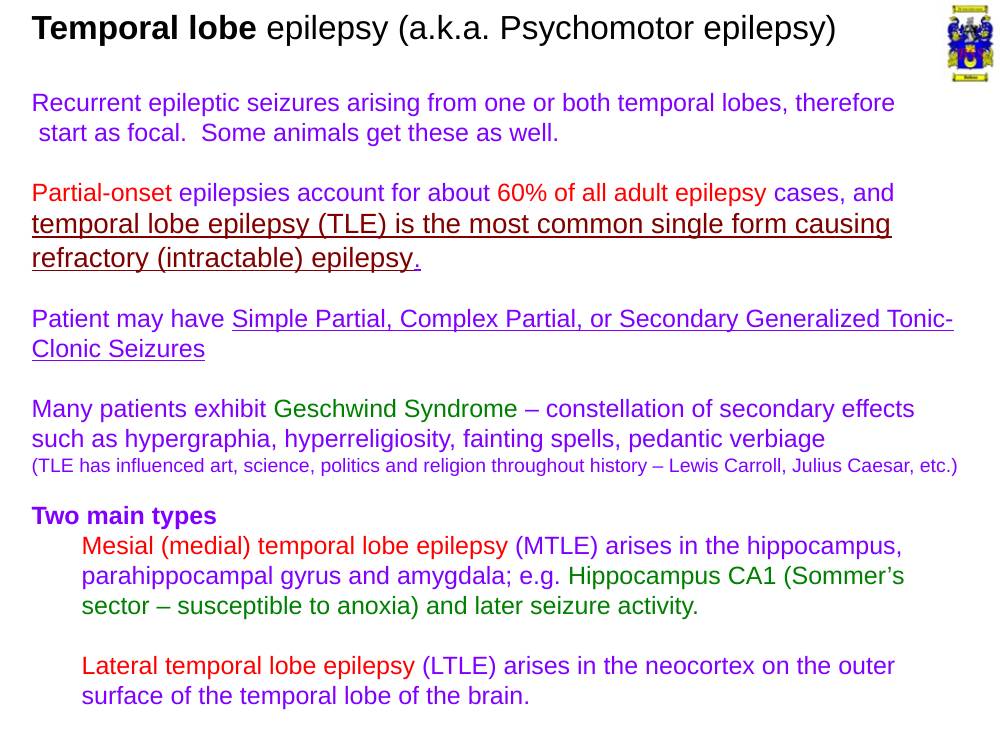 Temporal lobe epilepsy (a.k.a. Psychomotor epilepsy)
Recurrent epileptic seizures arising from one or both temporal lobes, therefore
start as focal. Some animals get these as well.
Partial-onset epilepsies account for about 60% of all adult epilepsy cases, and
temporal lobe epilepsy (TLE) is the most common single form causing
refractory (intractable) epilepsy.
Patient may have Simple Partial, Complex Partial, or Secondary Generalized Tonic-
Clonic Seizures
Many patients exhibit Geschwind Syndrome – constellation of secondary effects
such as hypergraphia, hyperreligiosity, fainting spells, pedantic verbiage
(TLE has influenced art, science, politics and religion throughout history – Lewis Carroll, Julius Caesar, etc.)
Two main types
Mesial (medial) temporal lobe epilepsy (MTLE) arises in the hippocampus,
parahippocampal gyrus and amygdala; e.g. Hippocampus CA1 (Sommer’s
sector – susceptible to anoxia) and later seizure activity.
Lateral temporal lobe epilepsy (LTLE) arises in the neocortex on the outer
surface of the temporal lobe of the brain.